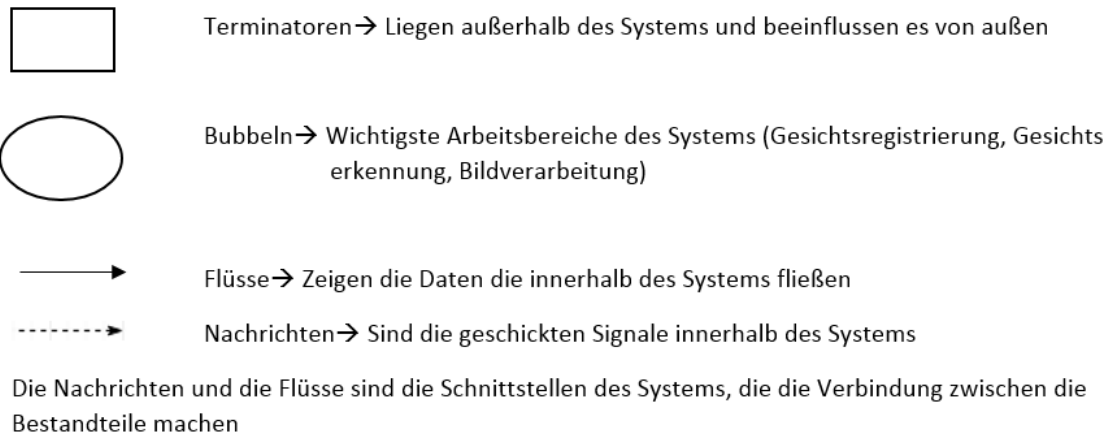 Terminatoren→ Liegen außerhalb des Systems und beeinflussen es von außen
Bubbeln→ Wichtigste Arbeitsbereiche des Systems (Gesichtsregistrierung, Gesichts
erkennung, Bildverarbeitung)
Flüsse→ Zeigen die Daten die innerhalb des Systems fließen
Nachrichten→ Sind die geschickten Signale innerhalb des Systems
Die Nachrichten und die Flüsse sind die Schnittstellen des Systems, die die Verbindung zwischen die
Bestandteile machen